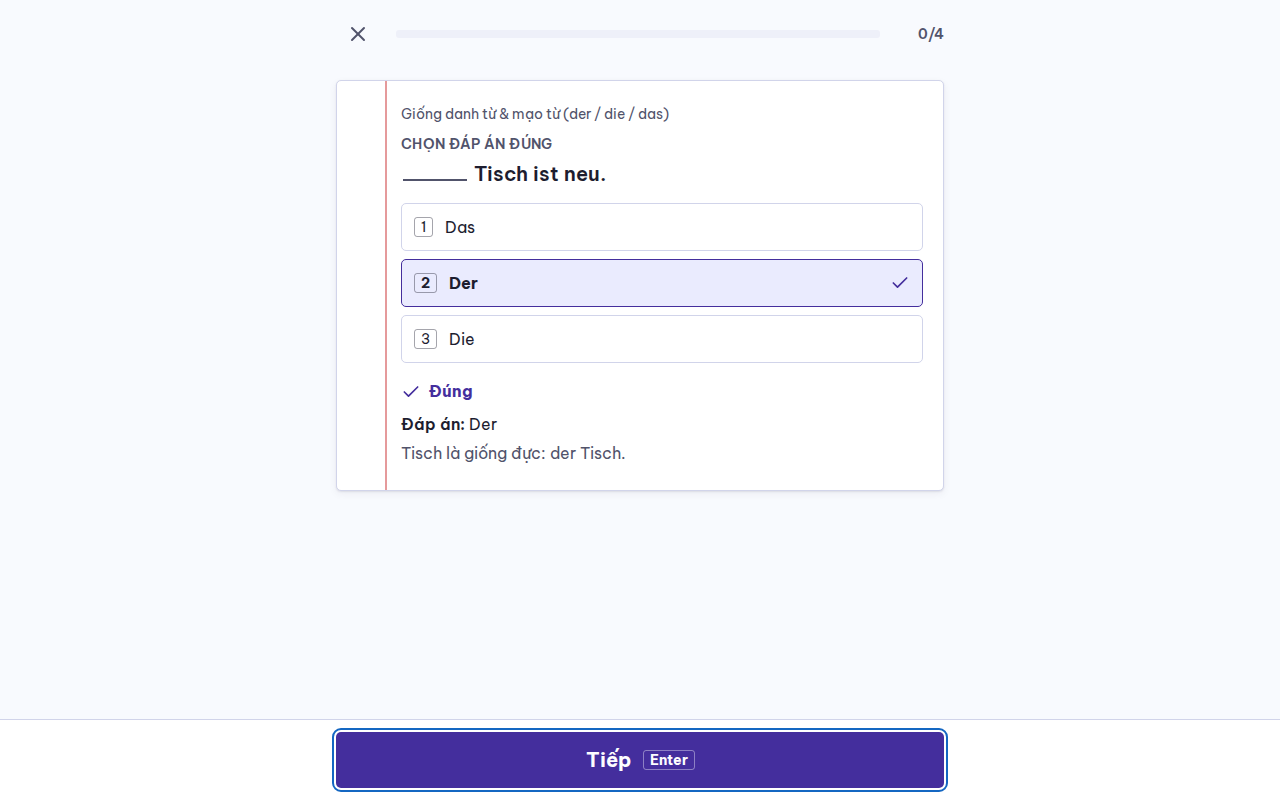 0/4
Giống danh từ & mạo từ (der / die / das)
CHỌN ĐÁP ÁN ĐÚNG
______ Tisch ist neu.
1 Das
2 Der
3 Die
Đúng
Đáp án: Der
Tisch là giống đực: der Tisch.
Tiếp Enter